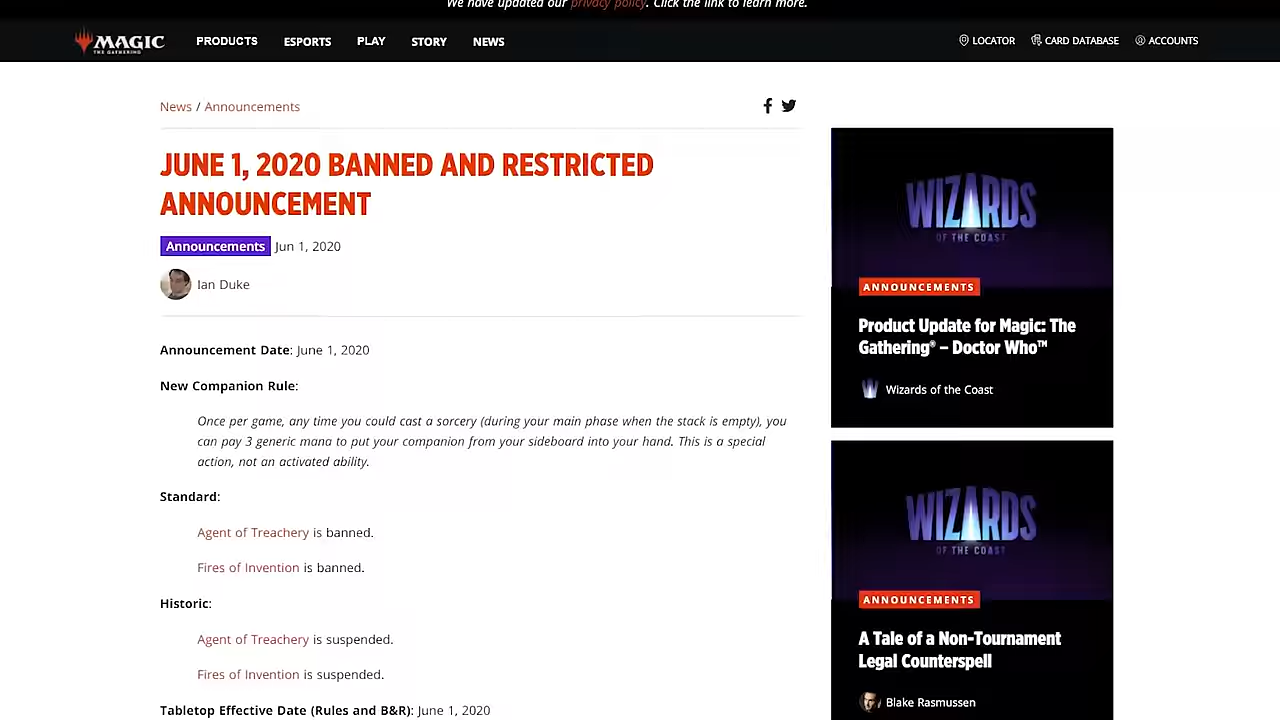 We have updated our privacy policy. Click the link to learn more.
MAGIC
THE GATHERING
PRODUCTS
ESPORTS
PLAY
STORY
NEWS
LOCATOR
CARD DATABASE
ACCOUNTS
News / Announcements
JUNE 1, 2020 BANNED AND RESTRICTED
ANNOUNCEMENT
Announcements Jun 1, 2020
Ian Duke
Announcement Date: June 1, 2020
New Companion Rule:
Once per game, any time you could cast a sorcery (during your main phase when the stack is empty), you
can pay 3 generic mana to put your companion from your sideboard into your hand. This is a special
action, not an activated ability.
Standard:
Agent of Treachery is banned.
Fires of Invention is banned.
Historic:
Agent of Treachery is suspended.
Fires of Invention is suspended.
Tabletop Effective Date (Rules and B&R): June 1, 2020
WIZARDS
OF THE COAST
ANNOUNCEMENTS
Product Update for Magic: The
Gathering® – Doctor Who™
Wizards of the Coast
WIZARDS
OF THE COAST
ANNOUNCEMENTS
A Tale of a Non-Tournament
Legal Counterspell
Blake Rasmussen